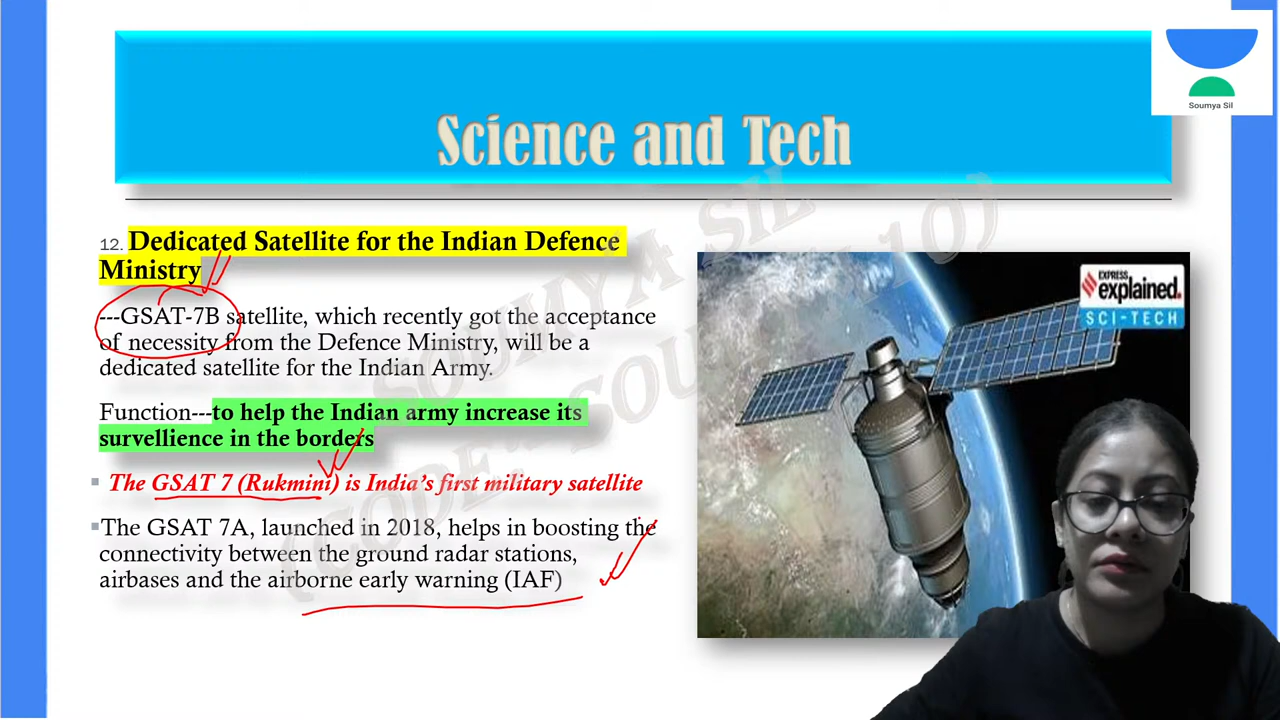 Soumya Sil
Science and Tech
12. Dedicated Satellite for the Indian Defence
Ministry
---GSAT-7B satellite, which recently got the acceptance
of necessity from the Defence Ministry, will be a
dedicated satellite for the Indian Army.
Function---to help the Indian army increase its
survellience in the borders
▪ The GSAT 7 (Rukmini) is India's first military satellite
▪The GSAT 7A, launched in 2018, helps in boosting the
connectivity between the ground radar stations,
airbases and the airborne early warning (IAF)
EXPRESS
explained.
SCI-TECH
SOUMYA SIL